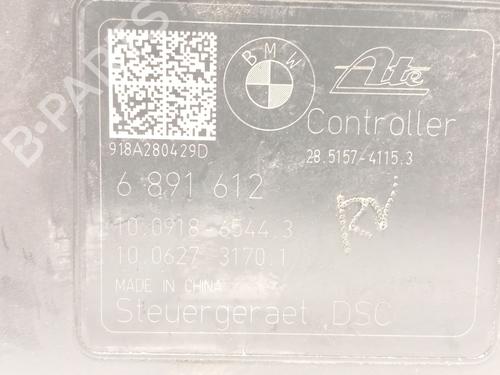 BMW
Ate
Controller
918A280429D
28.5157-4115.3
6 891 612
10.0918-6544.3
10.0627-3170.1
MADE IN CHINA
Steuergeraet DSC
B-PARTS